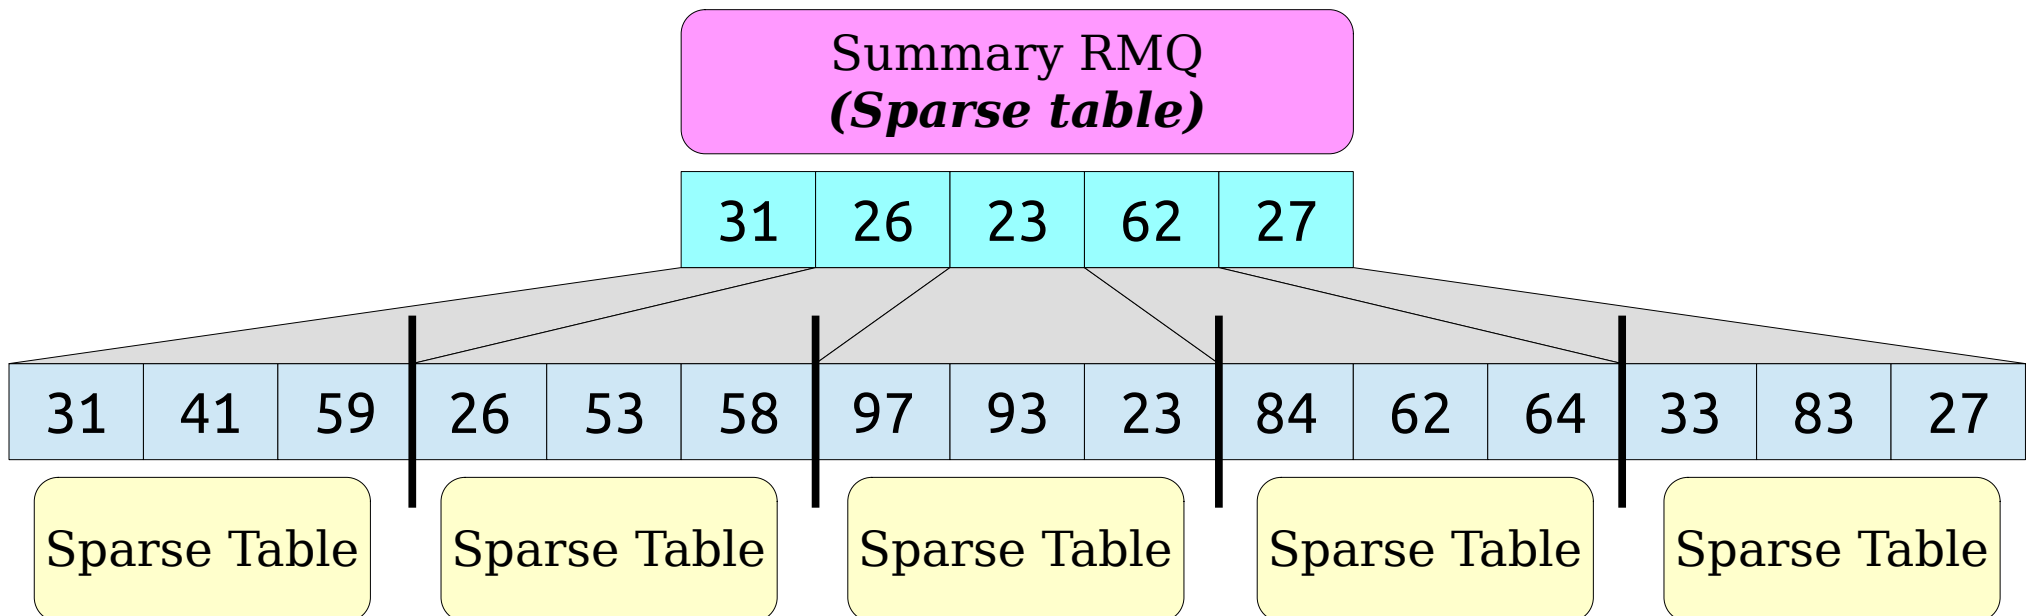 Summary RMQ
(Sparse table)
31 26 23 62 27
31 41 59 26 53 58 97 93 23 84 62 64 33 83 27
Sparse Table Sparse Table Sparse Table Sparse Table Sparse Table